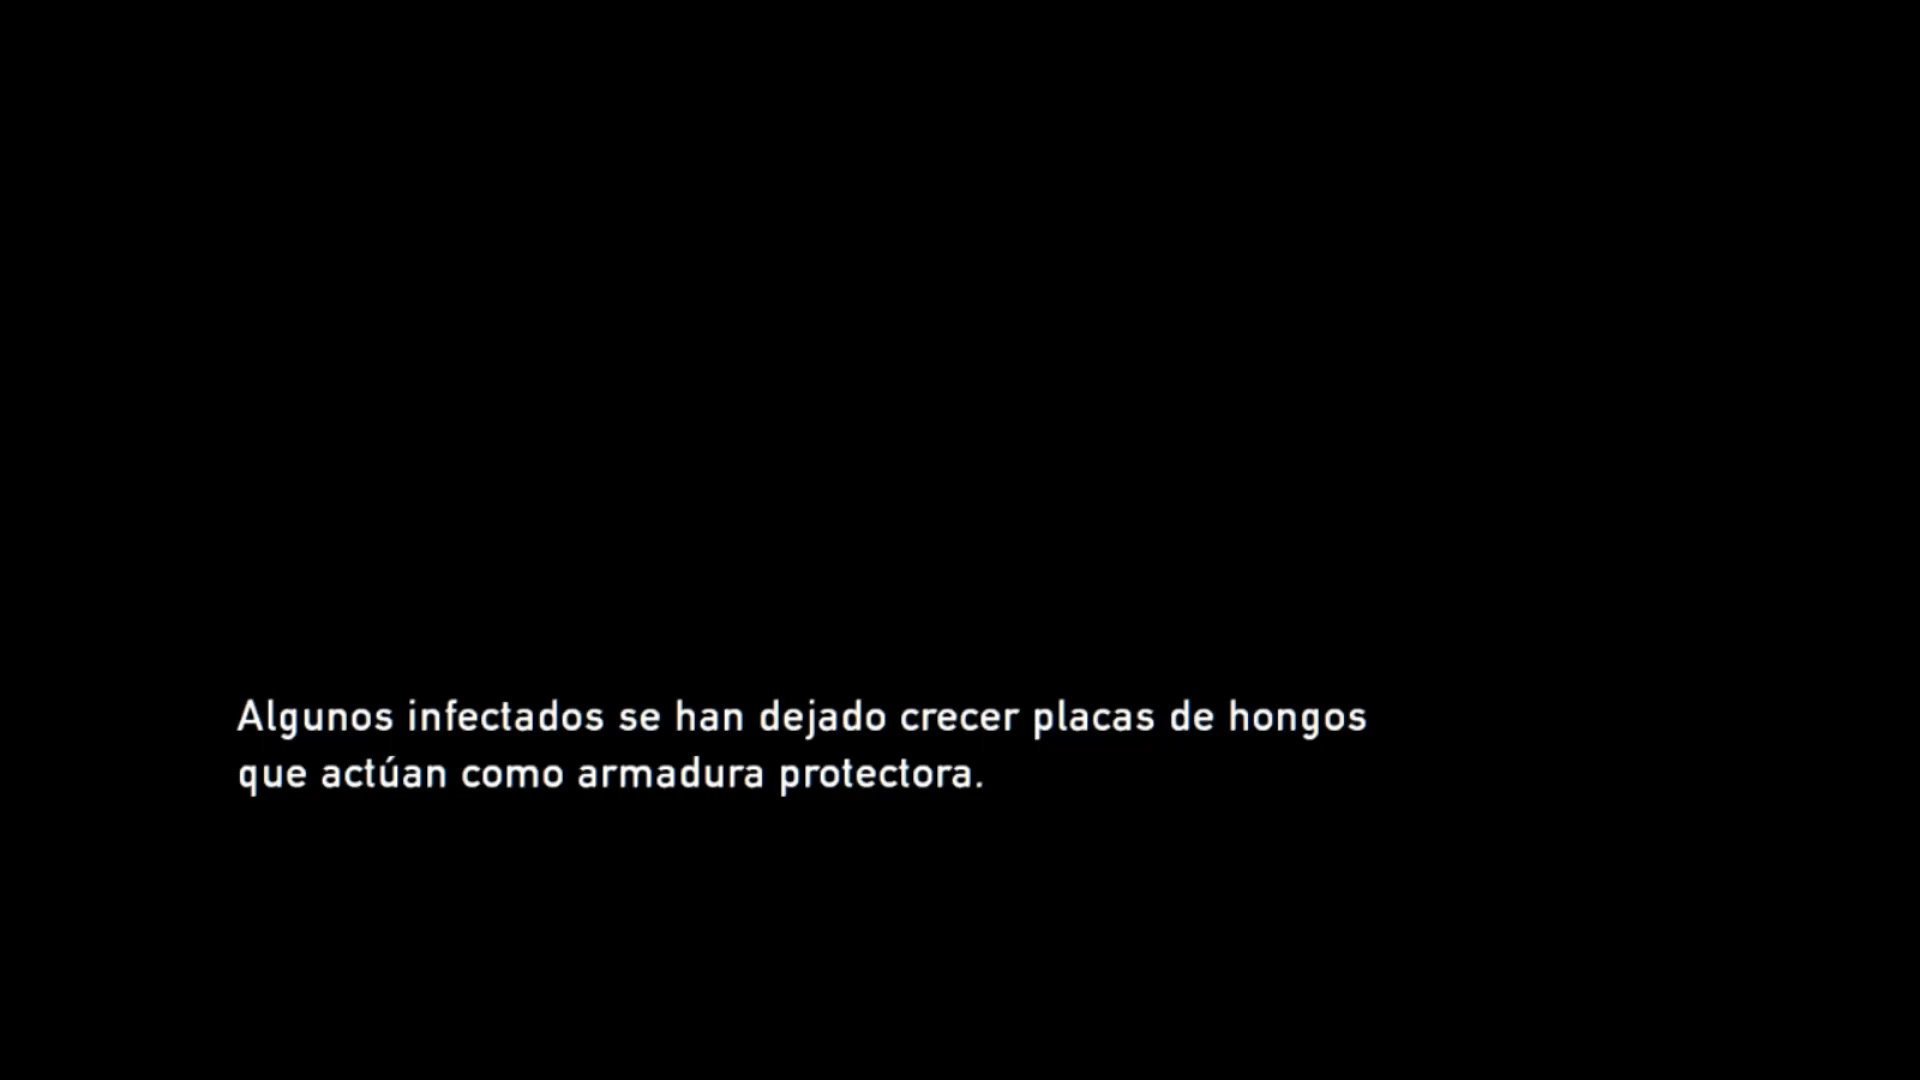 Algunos infectados se han dejado crecer placas de hongos
que actúan como armadura protectora.